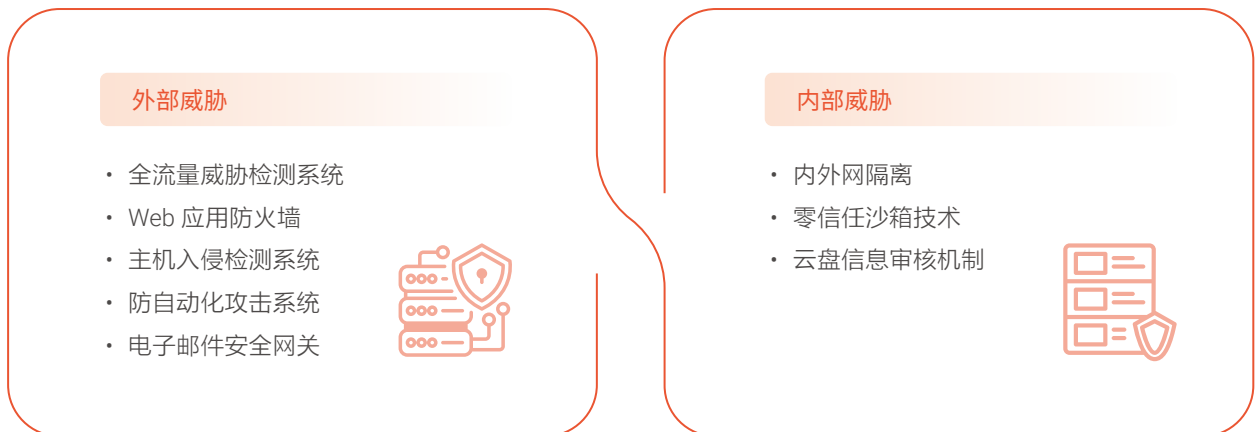 外部威胁
· 全流量威胁检测系统
· Web 应用防火墙
· 主机入侵检测系统
· 防自动化攻击系统
· 电子邮件安全网关
内部威胁
· 内外网隔离
· 零信任沙箱技术
· 云盘信息审核机制